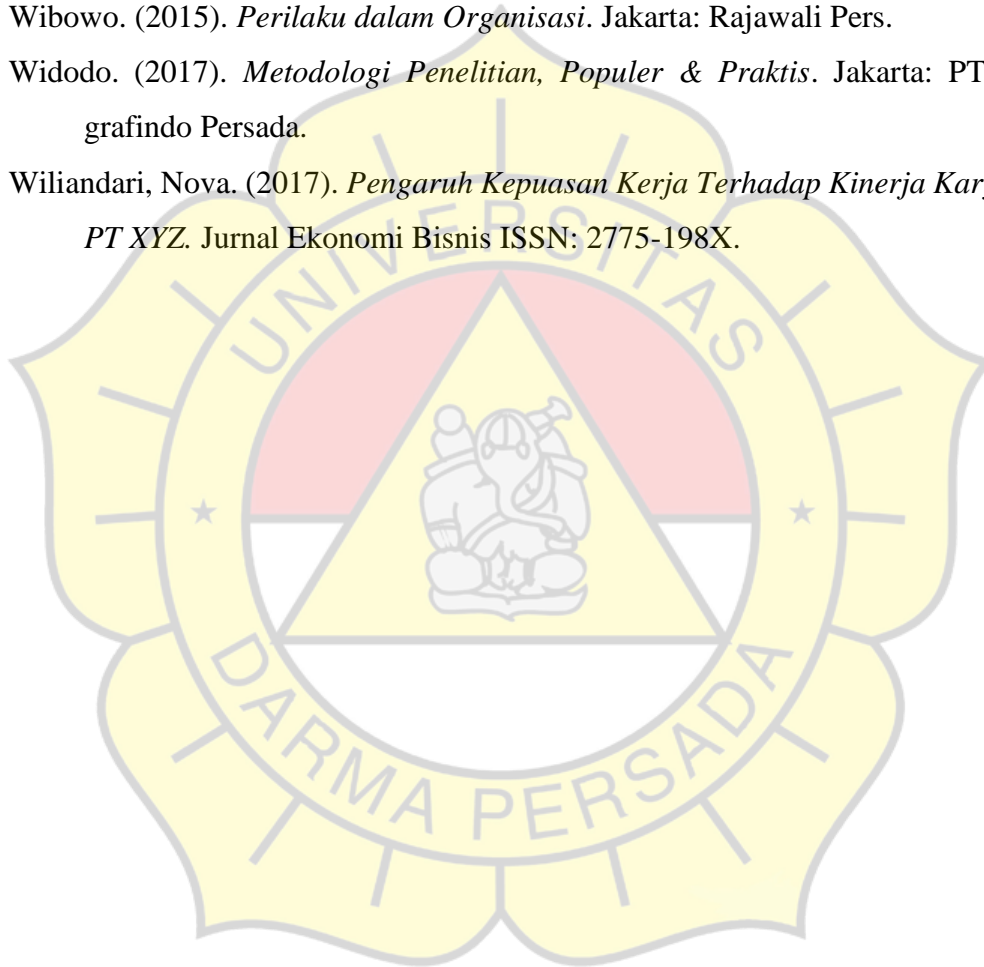 Wibowo. (2015). Perilaku dalam Organisasi. Jakarta: Rajawali Pers.
Widodo. (2017). Metodologi Penelitian, Populer & Praktis. Jakarta: PT
grafindo Persada.
Wiliandari, Nova. (2017). Pengaruh Kepuasan Kerja Terhadap Kinerja Kary
PT XYZ. Jurnal Ekonomi Bisnis ISSN: 2775-198X.
UNIVERSITAS
DARMA PERSADA